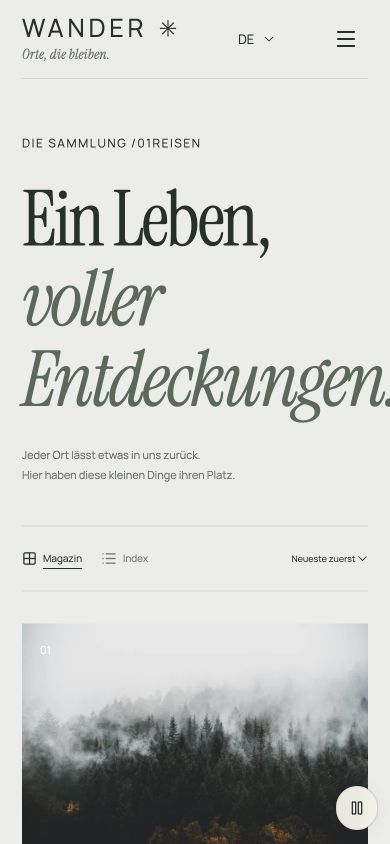 WANDER
Orte, die bleiben.
DE
DIE SAMMLUNG /01REISEN
Ein Leben,
voller
Entdeckungen.
Jeder Ort lässt etwas in uns zurück.
Hier haben diese kleinen Dinge ihren Platz.
Magazin
Index
Neueste zuerst
01